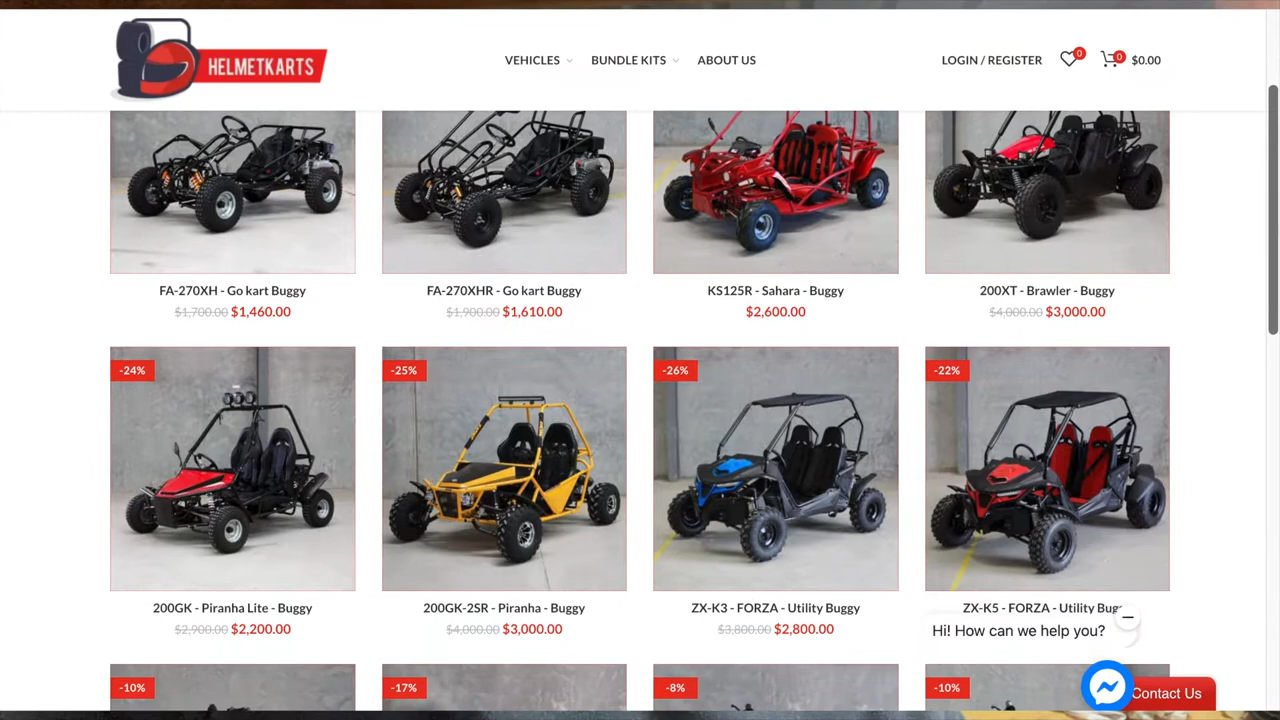 HELMETKARTS
VEHICLES
BUNDLE KITS
ABOUT US
LOGIN / REGISTER
0
0
$0.00
FA-270XH - Go kart Buggy
$1,700.00 $1,460.00
FA-270XHR - Go kart Buggy
$1,900.00 $1,610.00
KS125R - Sahara - Buggy
$2,600.00
200XT - Brawler - Buggy
$4,000.00 $3,000.00
-24%
-25%
-26%
-22%
200GK - Piranha Lite - Buggy
$2,900.00 $2,200.00
200GK-2SR - Piranha - Buggy
$4,000.00 $3,000.00
ZX-K3 - FORZA - Utility Buggy
$3,800.00 $2,800.00
ZX-K5 - FORZA - Utility Bugg
Hi! How can we help you?
-10%
-17%
-8%
-10%
Contact Us